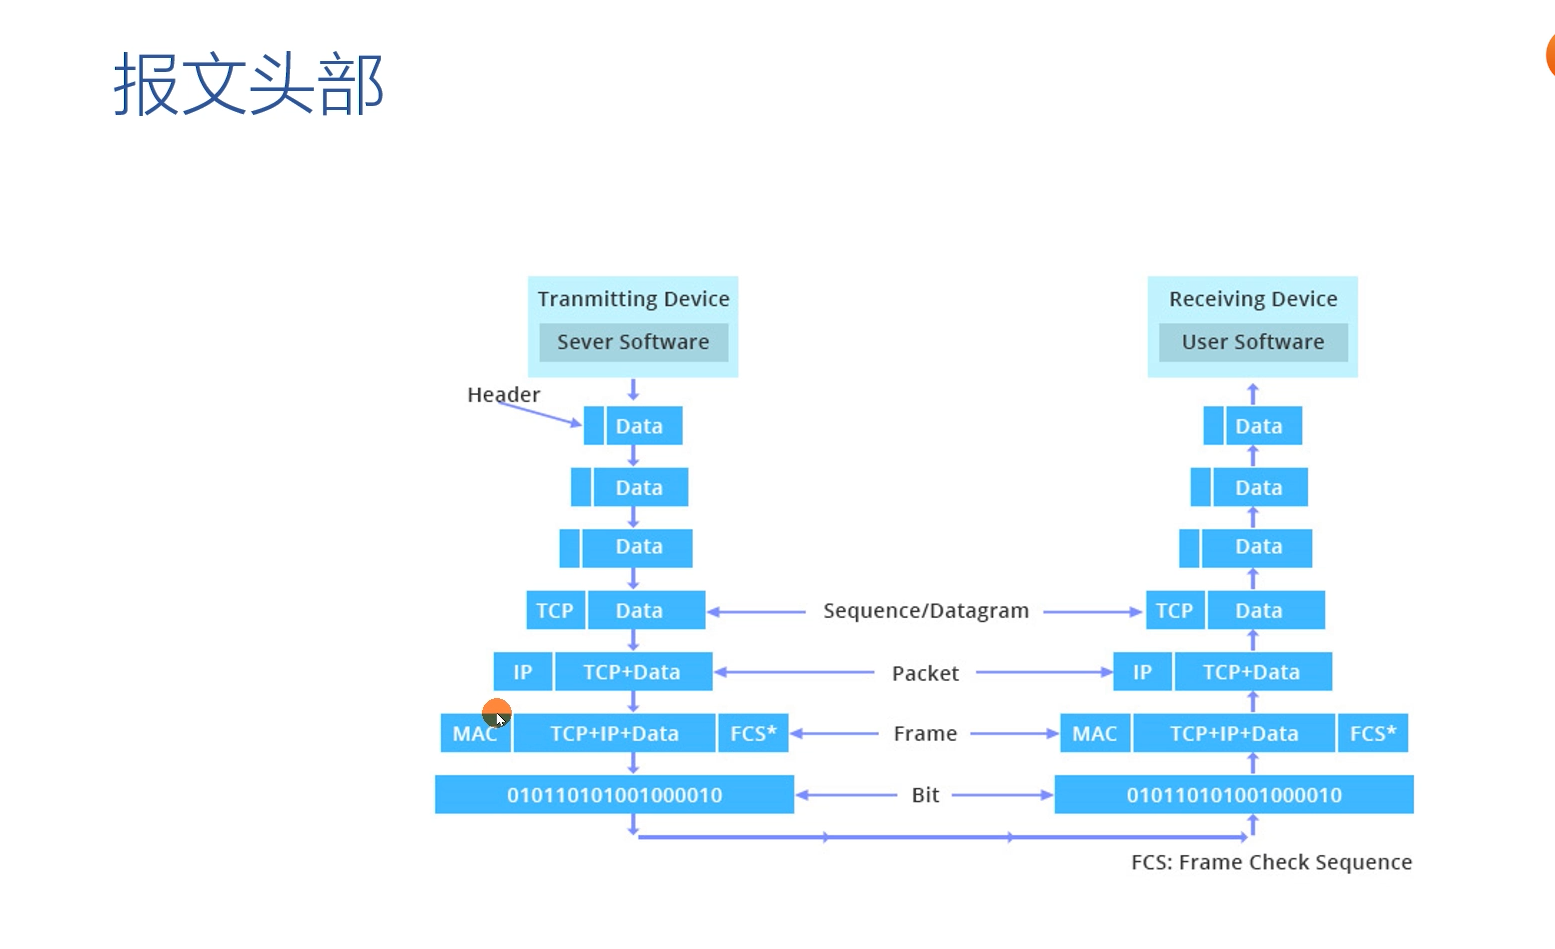 报文头部
Tranmitting Device
Receiving Device
Sever Software
User Software
Header
Data
Data
Data
Data
Data
Data
TCP
Data
Sequence/Datagram
TCP
Data
IP
TCP+Data
Packet
IP
TCP+Data
MAC
TCP+IP+Data
FCS*
Frame
MAC
TCP+IP+Data
FCS*
010110101001000010
Bit
010110101001000010
FCS: Frame Check Sequence